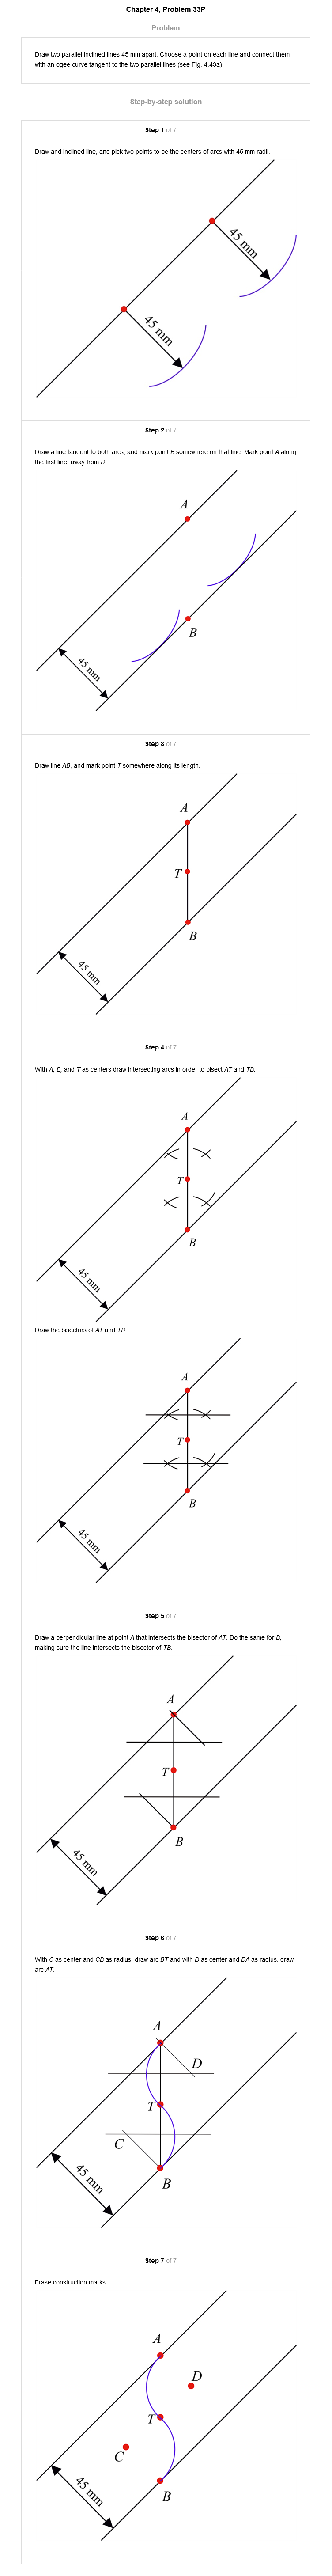 Chapter 4, Problem 33P
Problem
Draw two parallel inclined lines 45 mm apart. Choose a point on each line and connect them
with an ogee curve tangent to the two parallel lines (see Fig. 4.43a).
Step-by-step solution
Step 1 of 7
Draw and inclined line, and pick two points to be the centers of arcs with 45 mm radii.
45 mm
45 mm
Step 2 of 7
Draw a line tangent to both arcs, and mark point B somewhere on that line. Mark point A along
the first line, away from B.
A
B
45 mm
Step 3 of 7
Draw line AB, and mark point T somewhere along its length.
A
T
B
45 mm
Step 4 of 7
With A, B, and T as centers draw intersecting arcs in order to bisect AT and TB.
A
T
B
45 mm
Draw the bisectors of AT and TB.
A
T
B
45 mm
Step 5 of 7
Draw a perpendicular line at point A that intersects the bisector of AT. Do the same for B,
making sure the line intersects the bisector of TB.
A
T
B
45 mm
Step 6 of 7
With C as center and CB as radius, draw arc BT and with D as center and DA as radius, draw
arc AT.
A
D
T
C
B
45 mm
Step 7 of 7
Erase construction marks.
A
D
T
C
B
45 mm